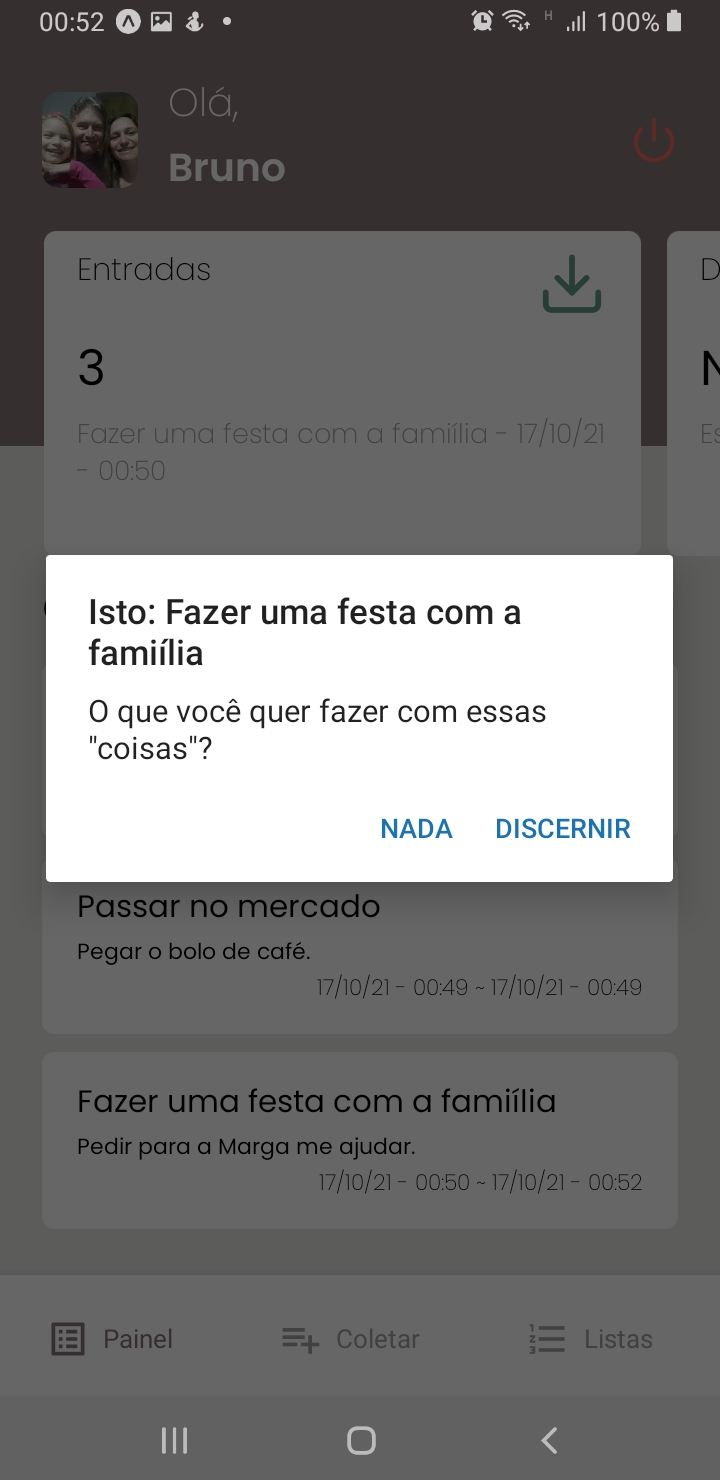 00:52
H
100%
Olá,
Bruno
Entradas
D
3
N
Fazer uma festa com a famiília - 17/10/21
Es
- 00:50
Isto: Fazer uma festa com a
famiília
O que você quer fazer com essas
"coisas"?
NADA
DISCERNIR
Passar no mercado
Pegar o bolo de café.
17/10/21 - 00:49 ~ 17/10/21 - 00:49
Fazer uma festa com a famiília
Pedir para a Marga me ajudar.
17/10/21 - 00:50 ~ 17/10/21 - 00:52
Painel
Coletar
Listas